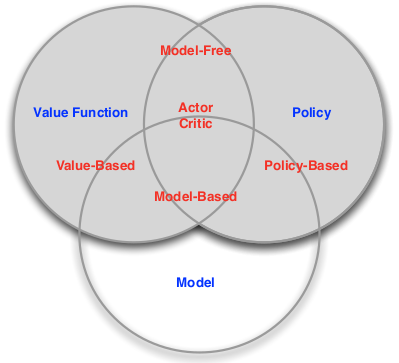 Model-Free
Value Function
Actor
Critic
Policy
Value-Based
Policy-Based
Model-Based
Model